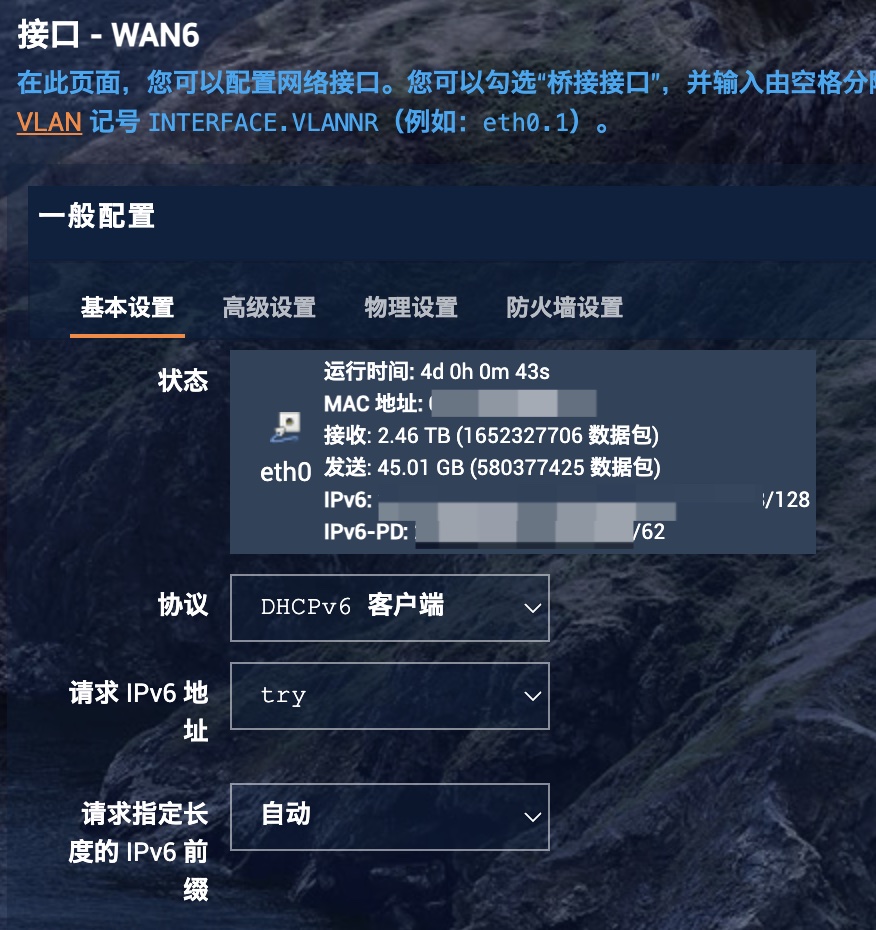 接口 - WAN6
在此页面，您可以配置网络接口。您可以勾选“桥接接口”，并输入由空格分
VLAN 记号 INTERFACE.VLANNR（例如：eth0.1）。
一般配置
基本设置 高级设置 物理设置 防火墙设置
状态
eth0
运行时间: 4d 0h 0m 43s
MAC 地址:
接收: 2.46 TB (1652327706 数据包)
发送: 45.01 GB (580377425 数据包)
IPv6: /128
IPv6-PD: /62
协议
DHCPv6 客户端
请求 IPv6 地
址
try
请求指定长
度的 IPv6 前
缀
自动